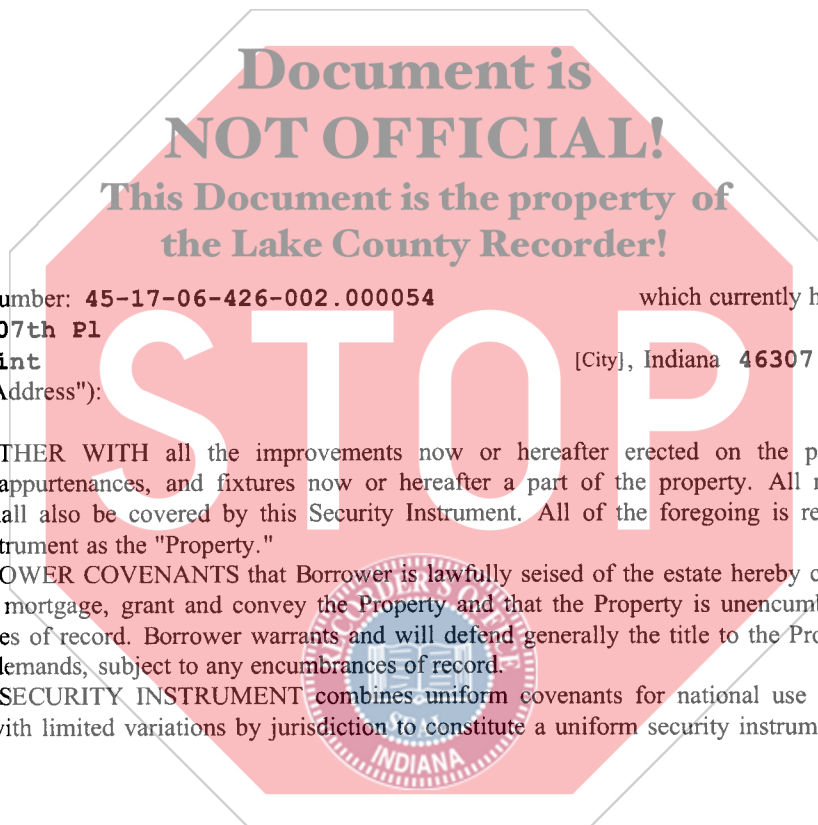 Document is
NOT OFFICIAL!
This Document is the property of
the Lake County Recorder!
umber: 45-17-06-426-002.000054 which currently h
07th Pl
int [City], Indiana 46307
Address"):
STOP
THER WITH all the improvements now or hereafter erected on the p
appurtenances, and fixtures now or hereafter a part of the property. All
all also be covered by this Security Instrument. All of the foregoing is re
trument as the "Property."
OWER COVENANTS that Borrower is lawfully seised of the estate hereby c
mortgage, grant and convey the Property and that the Property is unencumb
es of record. Borrower warrants and will defend generally the title to the Pro
demands, subject to any encumbrances of record.
SECURITY INSTRUMENT combines uniform covenants for national use
with limited variations by jurisdiction to constitute a uniform security instrum
RECORDER'S OFFICE
SEAL
INDIANA